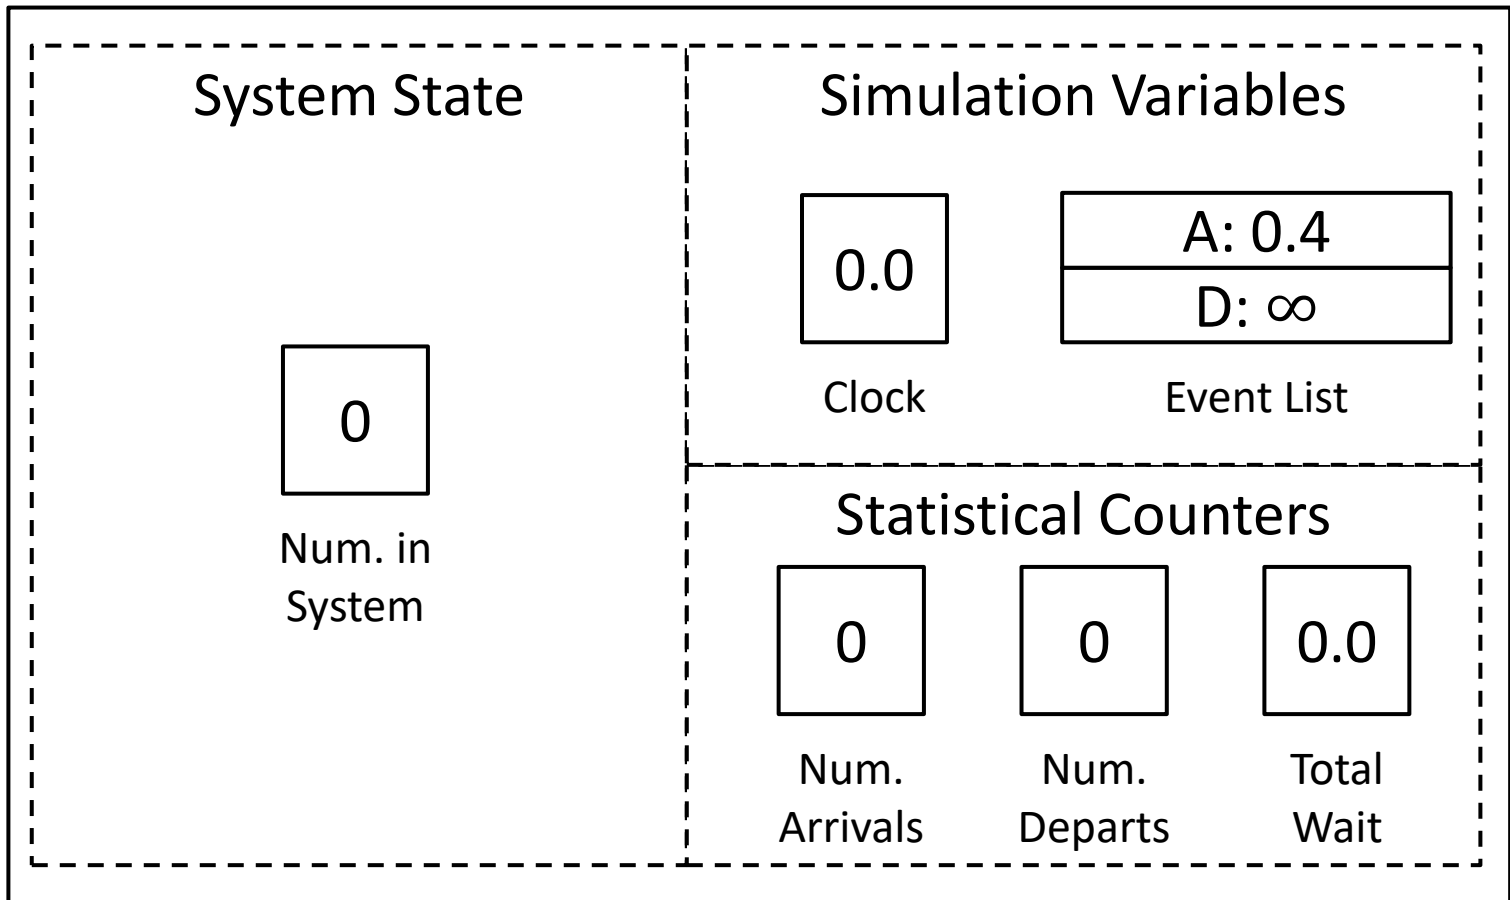 System State
0
Num. in
System
Simulation Variables
0.0
Clock
A: 0.4
D: ∞
Event List
Statistical Counters
0
Num.
Arrivals
0
Num.
Departs
0.0
Total
Wait